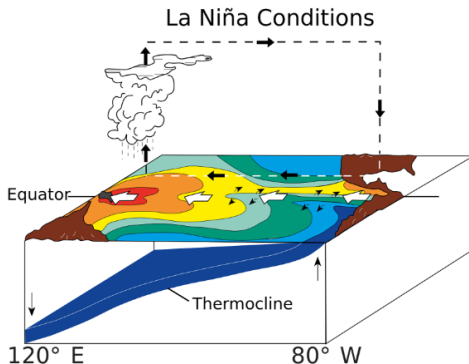 La Niña Conditions
Equator
Thermocline
120° E
80° W